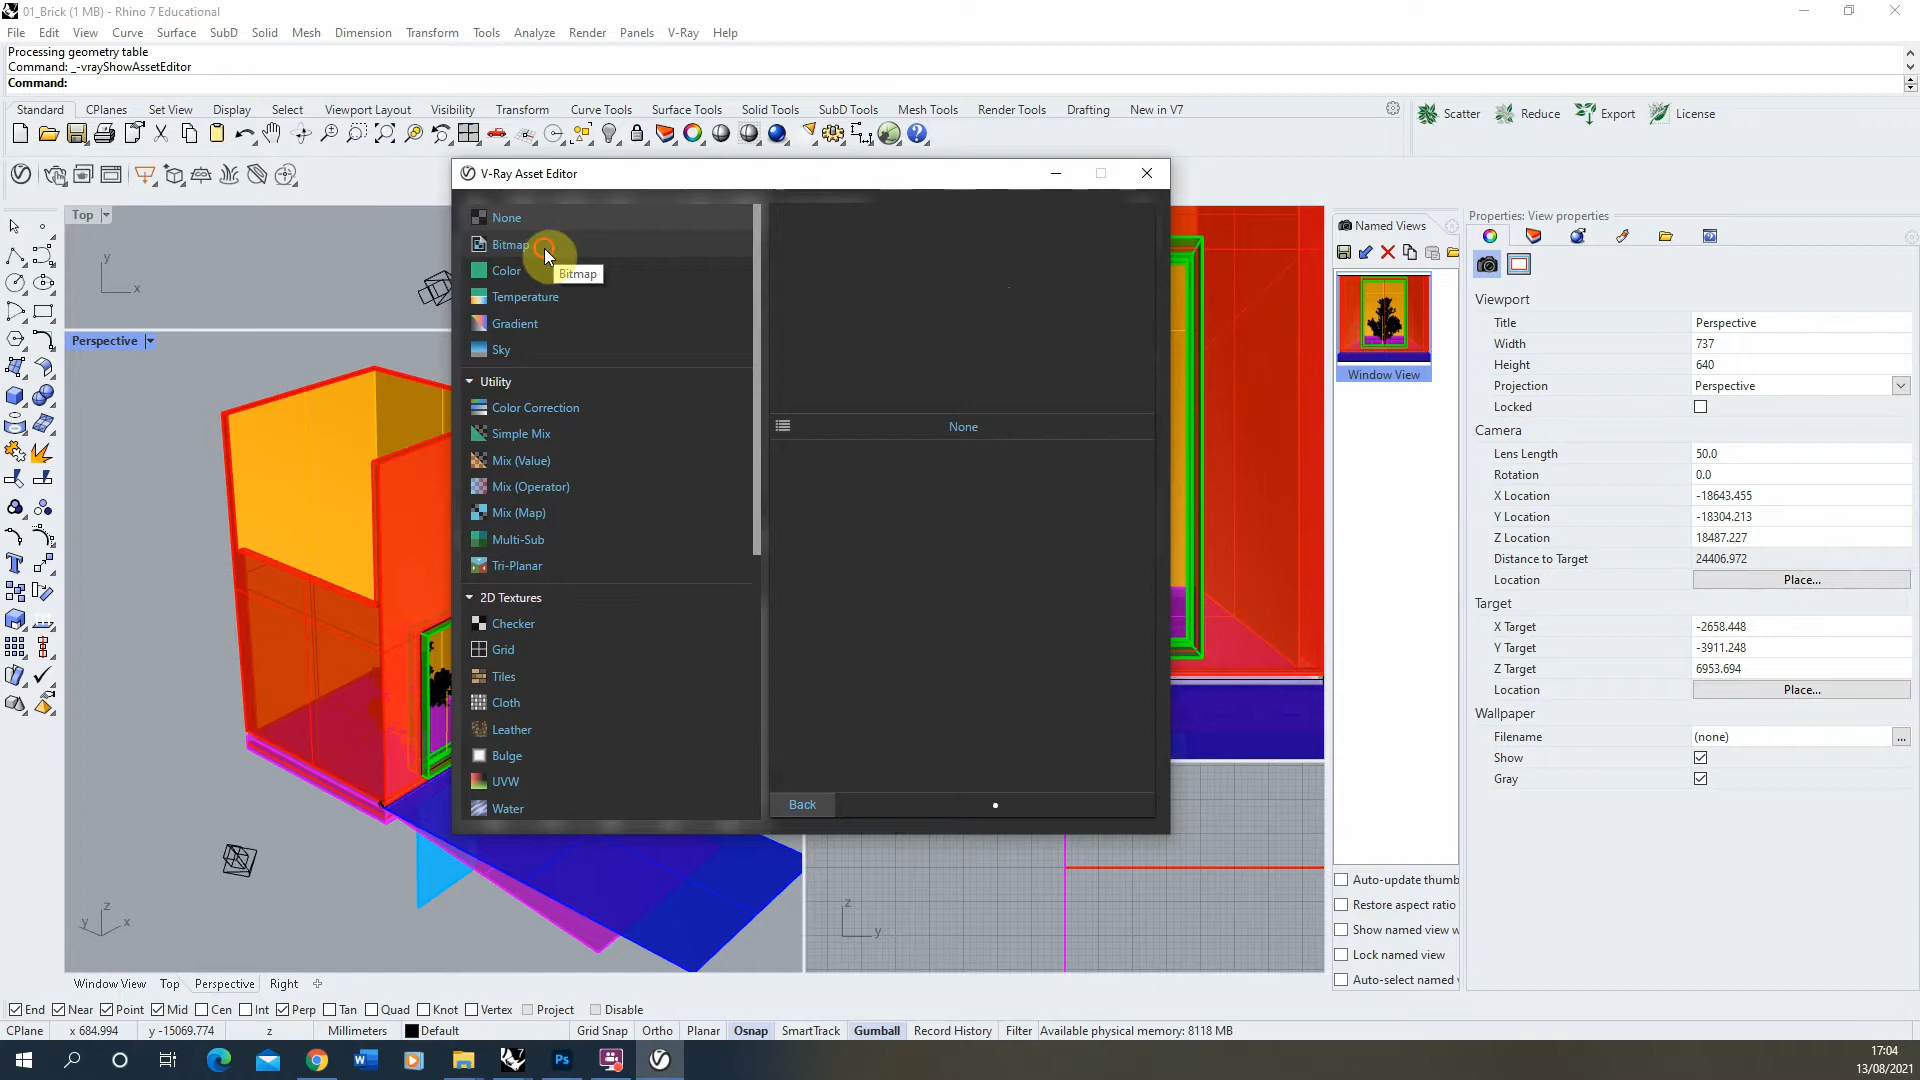 01_Brick (1 MB) - Rhino 7 Educational
File Edit View Curve Surface SubD Solid Mesh Dimension Transform Tools Analyze Render Panels V-Ray Help
Processing geometry table
Command: _-vrayShowAssetEditor
Command:
Standard CPlanes Set View Display Select Viewport Layout Visibility Transform Curve Tools Surface Tools Solid Tools SubD Tools Mesh Tools Render Tools Drafting New in V7
Scatter Reduce Export License
V-Ray Asset Editor
None
Bitmap
Color
Bitmap
Temperature
Gradient
Sky
Utility
Color Correction
Simple Mix
Mix (Value)
Mix (Operator)
Mix (Map)
Multi-Sub
Tri-Planar
2D Textures
Checker
Grid
Tiles
Cloth
Leather
Bulge
UVW
Water
None
Back
Top
y
x
Perspective
z
y x
z
y
Named Views
Window View
Auto-update thumb
Restore aspect ratio
Show named view w
Lock named view
Auto-select named v
Properties: View properties
Viewport
Title Perspective
Width 737
Height 640
Projection Perspective
Locked
Camera
Lens Length 50.0
Rotation 0.0
X Location -18643.455
Y Location -18304.213
Z Location 18487.227
Distance to Target 24406.972
Location Place...
Target
X Target -2658.448
Y Target -3911.248
Z Target 6953.694
Location Place...
Wallpaper
Filename (none) ...
Show
Gray
Window View Top Perspective Right
End Near Point Mid Cen Int Perp Tan Quad Knot Vertex Project Disable
CPlane x 684.994 y -15069.774 z Millimeters Default Grid Snap Ortho Planar Osnap SmartTrack Gumball Record History Filter Available physical memory: 8118 MB
17:04
13/08/2021